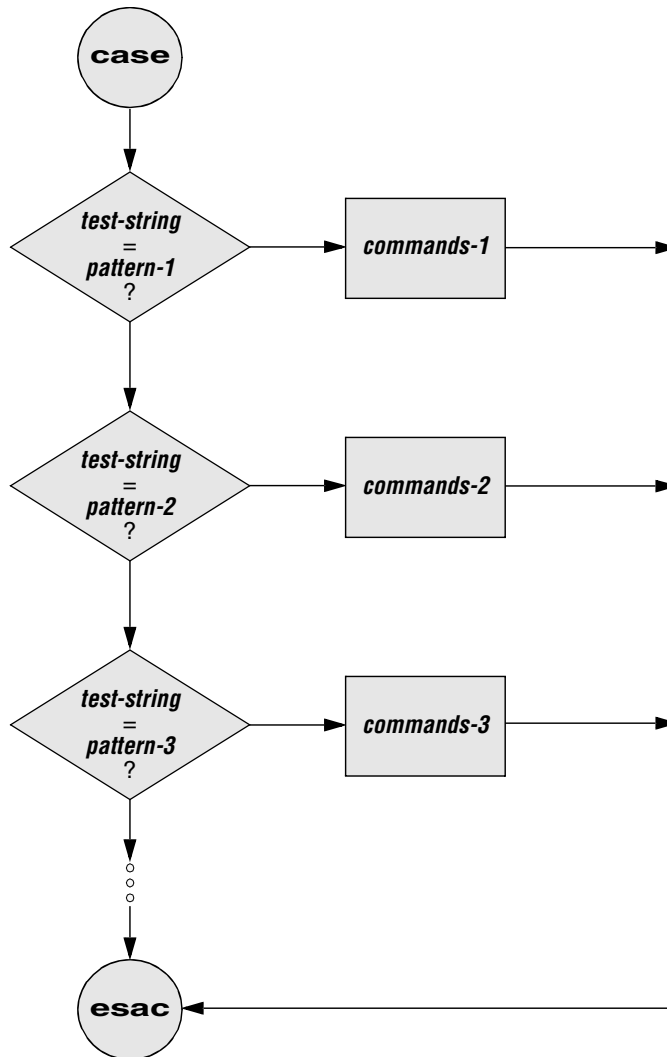 case
test-string
=
pattern-1
?
commands-1
test-string
=
pattern-2
?
commands-2
test-string
=
pattern-3
?
commands-3
esac